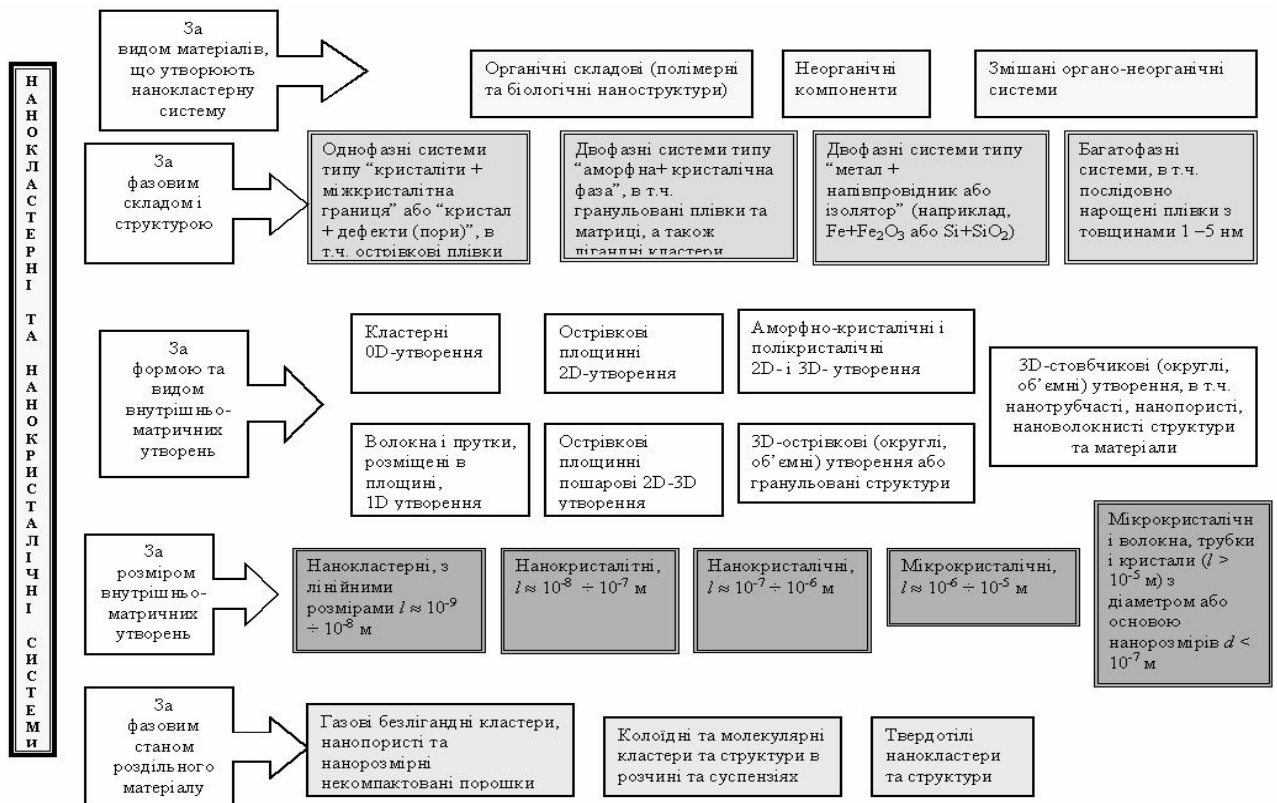 НАНОКЛАСТЕРНІ ТА НАНОКРИСТАЛІЧНІ СИСТЕМИ
За
видом матеріалів,
що утворюють
нанокластерну
систему
Органічні складові (полімерні
та біологічні наноструктури)
Неорганічні
компоненти
Змішані органо-неорганічні
системи
За
фазовим
складом і
структурою
Однофазні системи
типу “кристаліти +
міжкристалітна
границя” або “кристал
+ дефекти (пори)”, в
т.ч. острівкові плівки
Двофазні системи типу
“аморфна+ кристалічна
фаза”, в т.ч.
гранульовані плівки та
матриці, а також
лігандні кластери
Двофазні системи типу
“метал +
напівпровідник або
ізолятор” (наприклад,
Fe+Fe₂O₃ або Si+SiO₂)
Багатофазні
системи, в т.ч.
послідовно
нарощені плівки з
товщинами 1 –5 нм
За
формою та
видом
внутрішньо-
матричних
утворень
Кластерні
0D-утворення
Острівкові
площинні
2D-утворення
Аморфно-кристалічні і
полікристалічні
2D- і 3D- утворення
3D-стовбчикові (округлі,
об’ємні) утворення, в т.ч.
нанотрубчасті, нанопористі,
нановолокнисті структури
та матеріали
Волокна і прутки,
розміщені в
площині,
1D утворення
Острівкові
площинні
пошарові 2D-3D
утворення
3D-острівкові (округлі,
об’ємні) утворення або
гранульовані структури
За
розміром
внутрішньо-
матричних
утворень
Нанокластерні, з
лінійними
розмірами l ≈ 10⁻⁹
÷ 10⁻⁸ м
Нанокристалітні,
l ≈ 10⁻⁸ ÷ 10⁻⁷ м
Нанокристалічні,
l ≈ 10⁻⁷ ÷ 10⁻⁶ м
Мікрокристалічні,
l ≈ 10⁻⁶ ÷ 10⁻⁵ м
Мікрокристалічн
і волокна, трубки
і кристали (l >
10⁻⁵ м) з
діаметром або
основою
нанорозмірів d <
10⁻⁷ м
За
фазовим
станом
роздільного
матеріалу
Газові безлігандні кластери,
нанопористі та
нанорозмірні
некомпактовані порошки
Колоїдні та молекулярні
кластери та структури в
розчині та суспензіях
Твердотілі
нанокластери
та структури